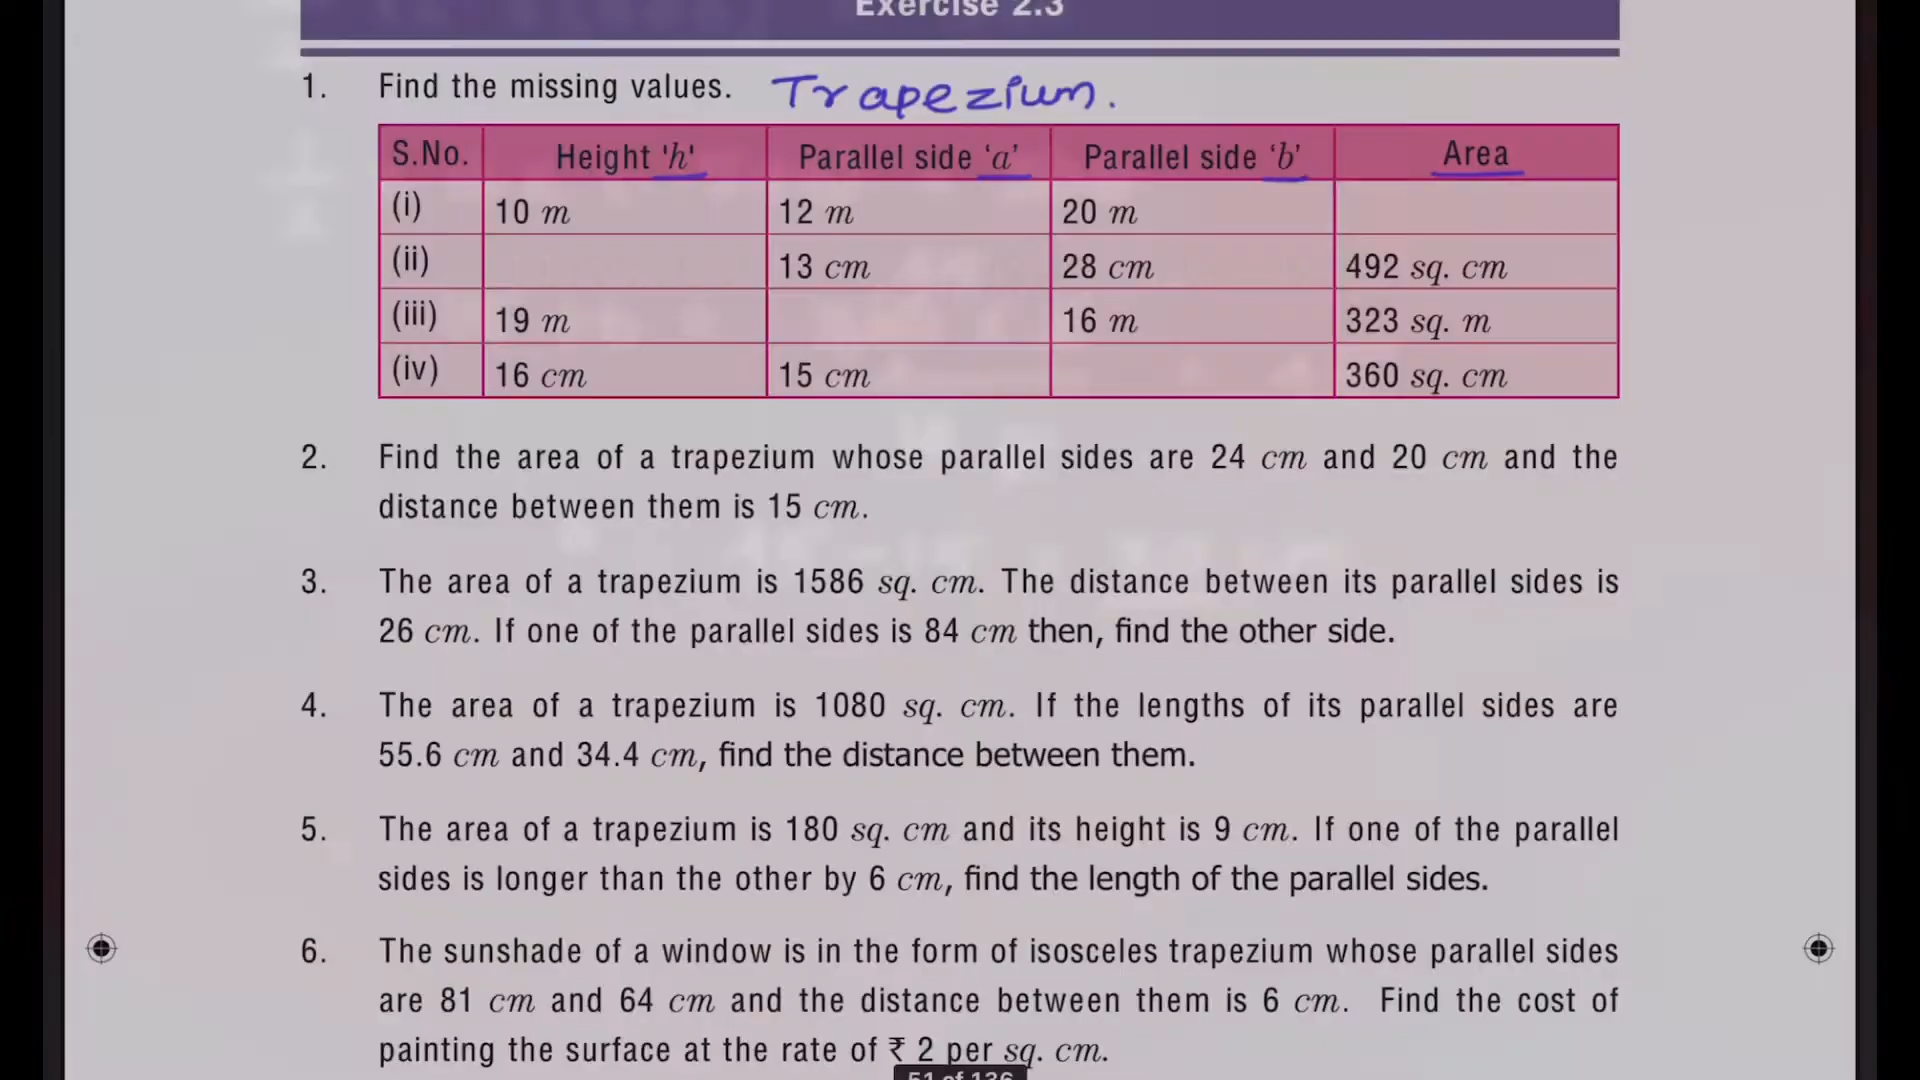 Exercise 2.3
1. Find the missing values. Trapezium.
S.No. Height 'h' Parallel side ‘a’ Parallel side ‘b’ Area
(i) 10 m 12 m 20 m
(ii) 13 cm 28 cm 492 sq. cm
(iii) 19 m 16 m 323 sq. m
(iv) 16 cm 15 cm 360 sq. cm
2. Find the area of a trapezium whose parallel sides are 24 cm and 20 cm and the
distance between them is 15 cm.
3. The area of a trapezium is 1586 sq. cm. The distance between its parallel sides is
26 cm. If one of the parallel sides is 84 cm then, find the other side.
4. The area of a trapezium is 1080 sq. cm. If the lengths of its parallel sides are
55.6 cm and 34.4 cm, find the distance between them.
5. The area of a trapezium is 180 sq. cm and its height is 9 cm. If one of the parallel
sides is longer than the other by 6 cm, find the length of the parallel sides.
6. The sunshade of a window is in the form of isosceles trapezium whose parallel sides
are 81 cm and 64 cm and the distance between them is 6 cm. Find the cost of
painting the surface at the rate of ₹ 2 per sq. cm.
51 of 136